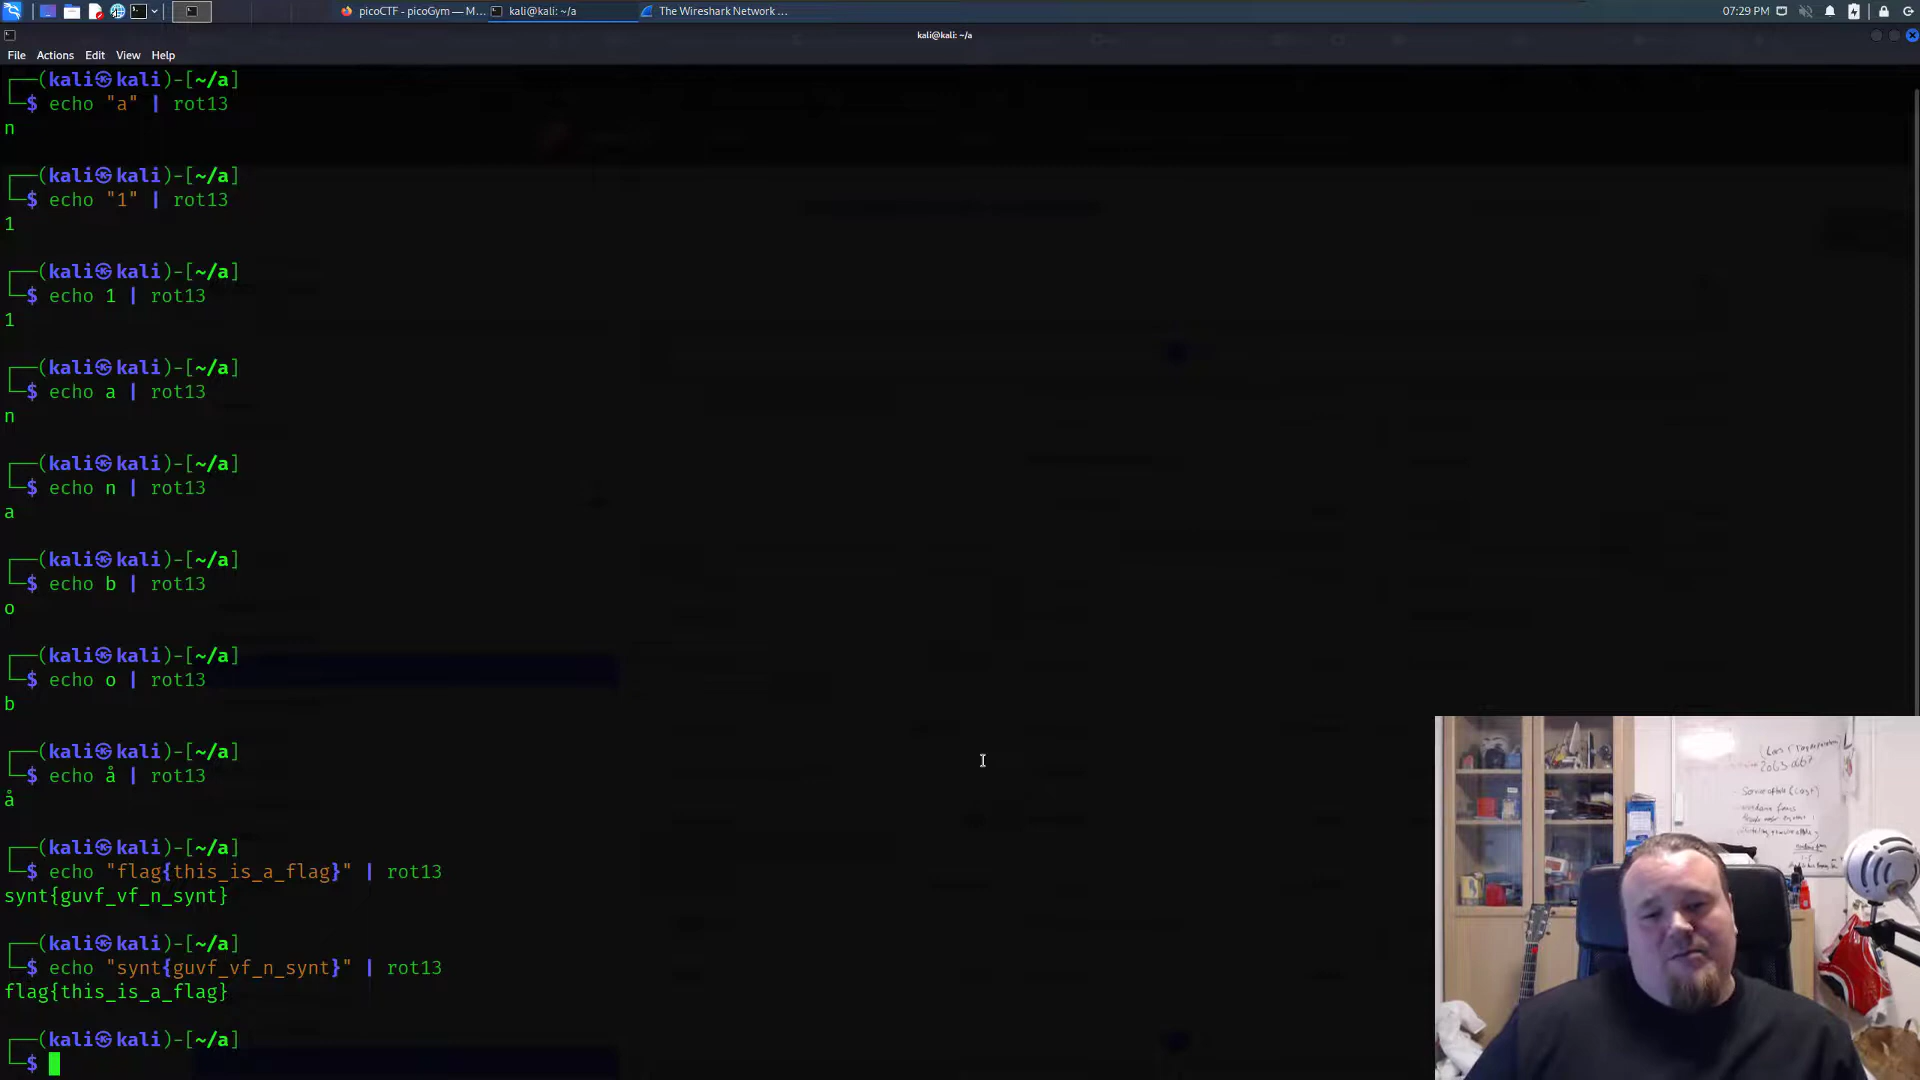 picoCTF - picoGym — M...
kali@kali: ~/a
The Wireshark Network ...
07:29 PM
kali@kali: ~/a
File Actions Edit View Help
┌──(kali㉿kali)-[~/a]
└─$ echo "a" | rot13
n
┌──(kali㉿kali)-[~/a]
└─$ echo "1" | rot13
1
┌──(kali㉿kali)-[~/a]
└─$ echo 1 | rot13
1
┌──(kali㉿kali)-[~/a]
└─$ echo a | rot13
n
┌──(kali㉿kali)-[~/a]
└─$ echo n | rot13
a
┌──(kali㉿kali)-[~/a]
└─$ echo b | rot13
o
┌──(kali㉿kali)-[~/a]
└─$ echo o | rot13
b
┌──(kali㉿kali)-[~/a]
└─$ echo å | rot13
å
┌──(kali㉿kali)-[~/a]
└─$ echo "flag{this_is_a_flag}" | rot13
synt{guvf_vf_n_synt}
┌──(kali㉿kali)-[~/a]
└─$ echo "synt{guvf_vf_n_synt}" | rot13
flag{this_is_a_flag}
┌──(kali㉿kali)-[~/a]
└─$